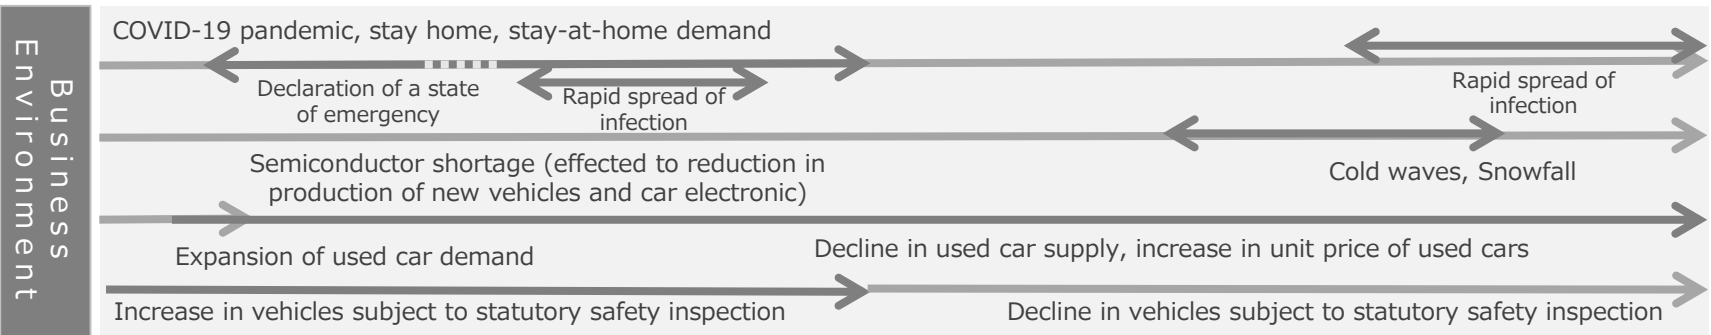 Business
Environment
COVID-19 pandemic, stay home, stay-at-home demand
Declaration of a state
of emergency
Rapid spread of
infection
Rapid spread of
infection
Semiconductor shortage (effected to reduction in
production of new vehicles and car electronic)
Cold waves, Snowfall
Expansion of used car demand
Decline in used car supply, increase in unit price of used cars
Increase in vehicles subject to statutory safety inspection
Decline in vehicles subject to statutory safety inspection